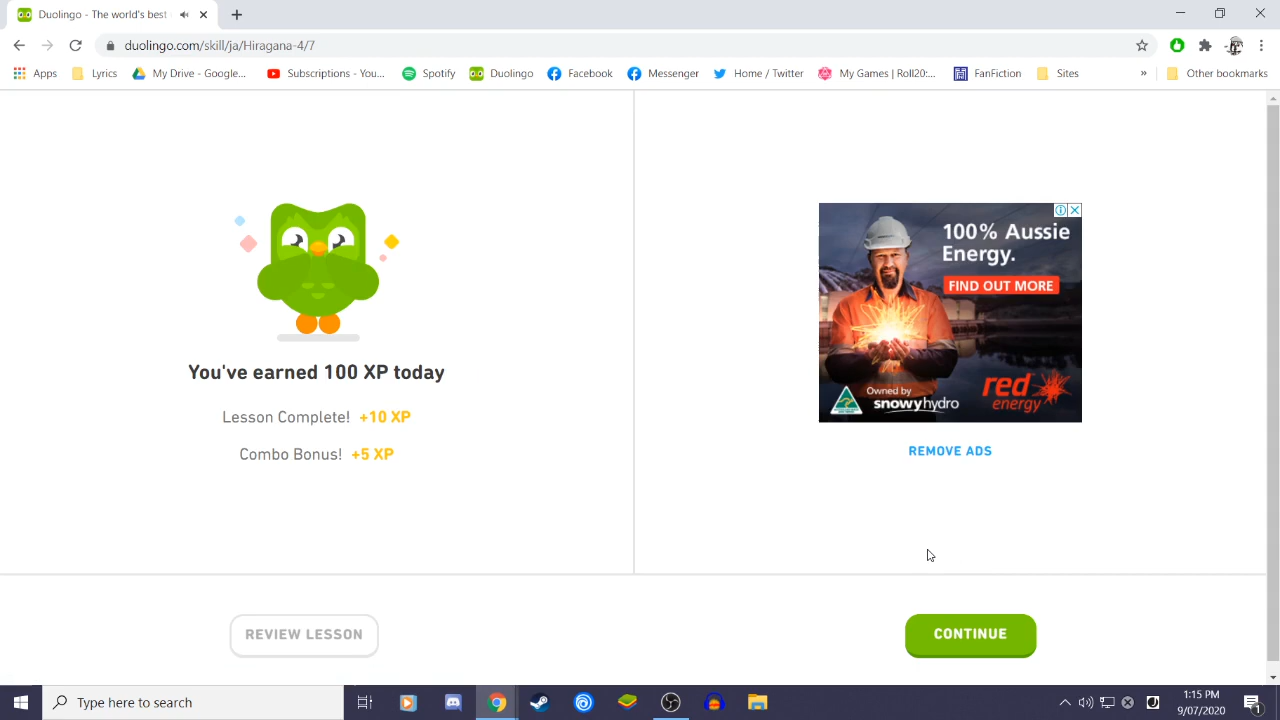 Duolingo - The world's best
duolingo.com/skill/ja/Hiragana-4/7
Apps
Lyrics
My Drive - Google...
Subscriptions - You...
Spotify
Duolingo
Facebook
Messenger
Home / Twitter
My Games | Roll20:...
FanFiction
Sites
»
Other bookmarks
You've earned 100 XP today
Lesson Complete! +10 XP
Combo Bonus! +5 XP
100% Aussie
Energy.
FIND OUT MORE
Owned by
snowyhydro
red
energy
REMOVE ADS
REVIEW LESSON
CONTINUE
Type here to search
1:15 PM
9/07/2020
1